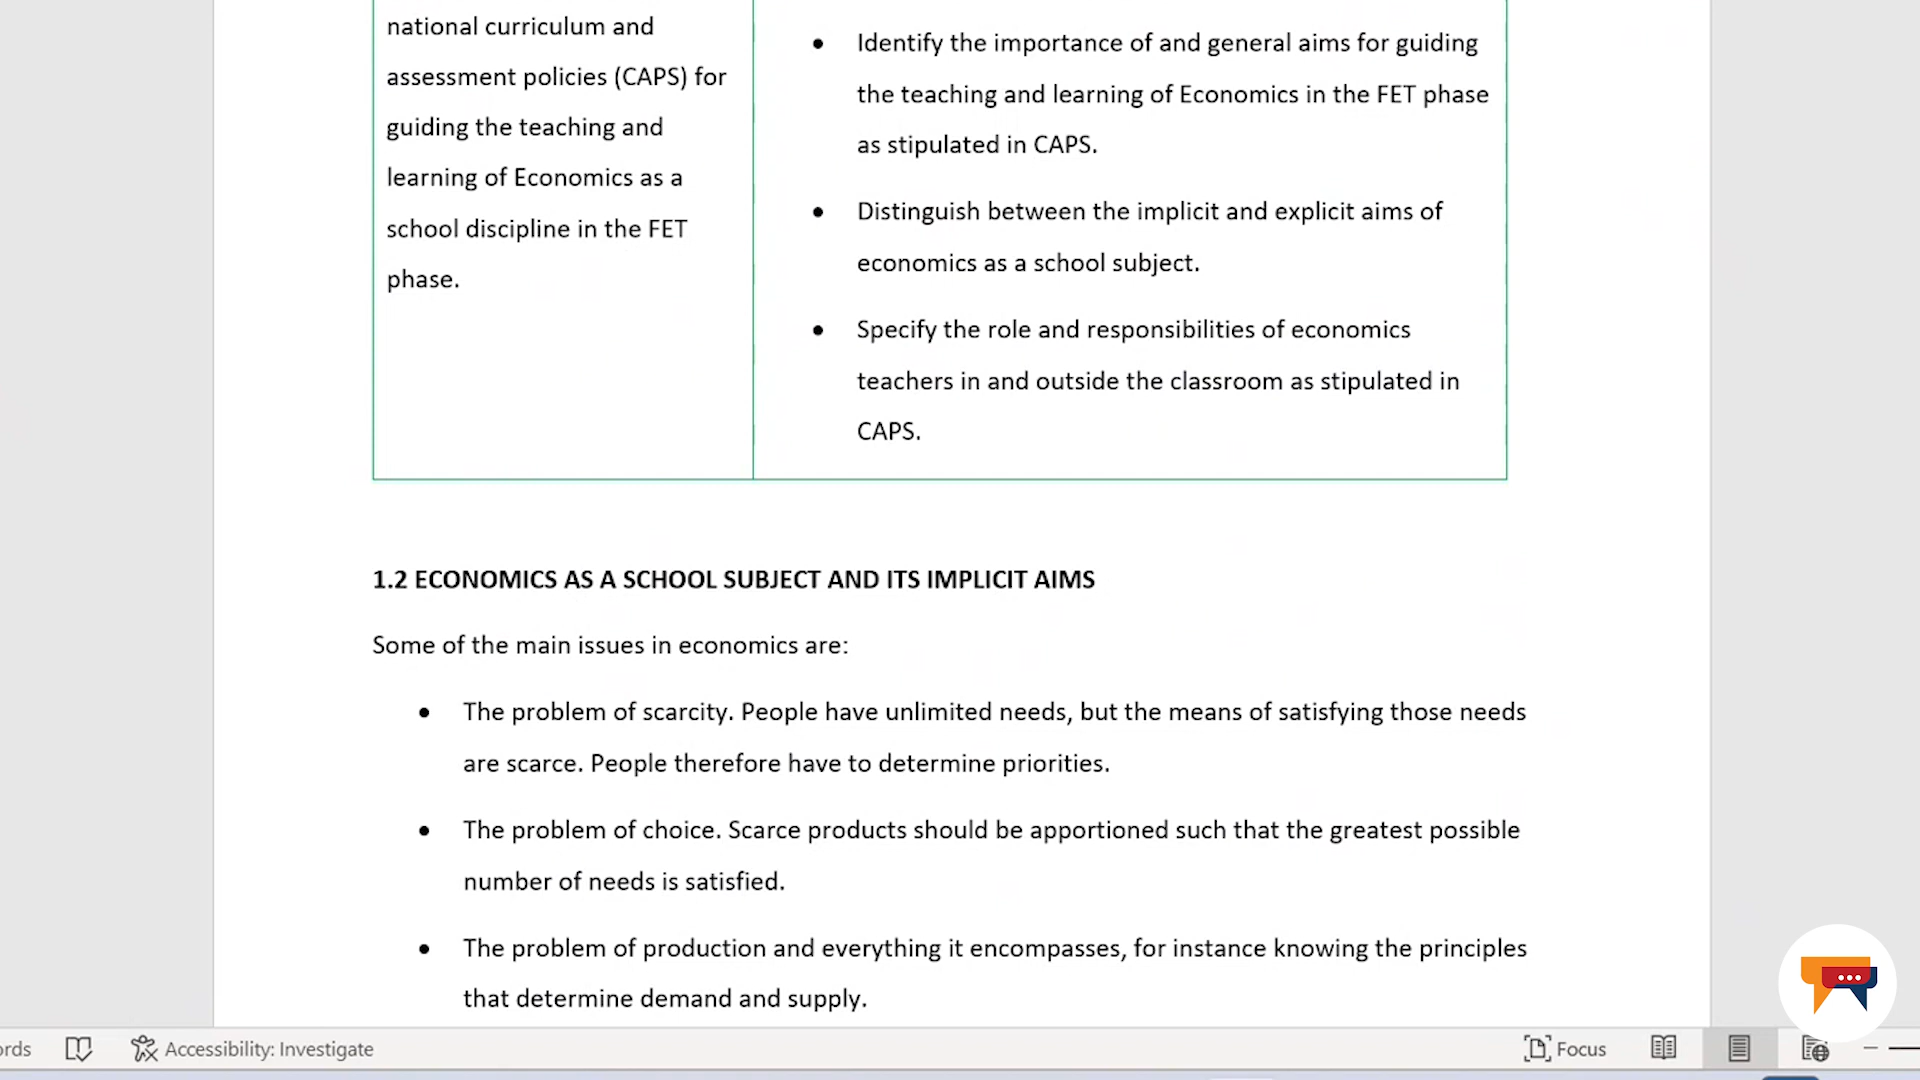 national curriculum and
assessment policies (CAPS) for
guiding the teaching and
learning of Economics as a
school discipline in the FET
phase.
• Identify the importance of and general aims for guiding
the teaching and learning of Economics in the FET phase
as stipulated in CAPS.
• Distinguish between the implicit and explicit aims of
economics as a school subject.
• Specify the role and responsibilities of economics
teachers in and outside the classroom as stipulated in
CAPS.
1.2 ECONOMICS AS A SCHOOL SUBJECT AND ITS IMPLICIT AIMS
Some of the main issues in economics are:
• The problem of scarcity. People have unlimited needs, but the means of satisfying those needs
are scarce. People therefore have to determine priorities.
• The problem of choice. Scarce products should be apportioned such that the greatest possible
number of needs is satisfied.
• The problem of production and everything it encompasses, for instance knowing the principles
that determine demand and supply.
Accessibility: Investigate
Focus